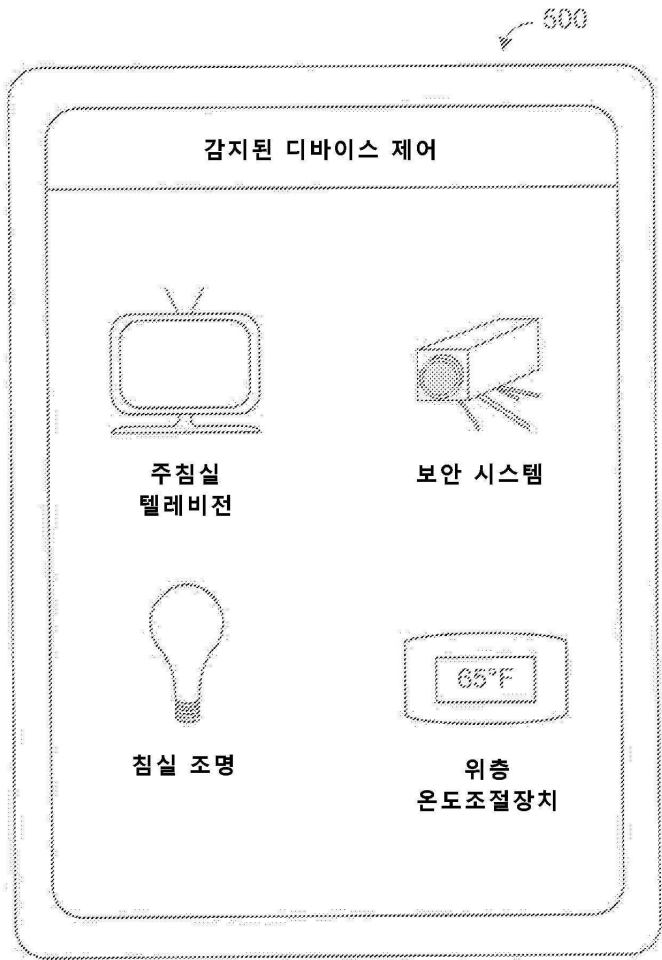 500
감지된 디바이스 제어
주침실
텔레비전
보안 시스템
침실 조명
65°F
위층
온도조절장치